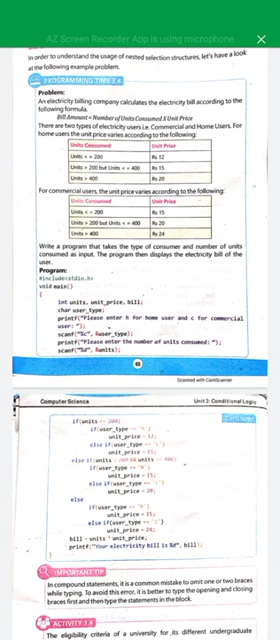 AZ Screen Recorder App is using microphone
In order to understand the usage of nested selection structures, let's have a look
at the following example problem.
PROGRAMMING TIME 3.4
Problem:
An electricity billing company calculates the electricity bill according to the
following formula.
Bill Amount = Number of Units Consumed X Unit Price
There are two types of electricity users i.e. Commercial and Home Users. For
home users the unit price varies according to the following:
Units Consumed Unit Price
Units < = 200 Rs 12
Units > 200 but Units < = 400 Rs 15
Units > 400 Rs 20
For commercial users, the unit price varies according to the following:
Units Consumed Unit Price
Units < = 200 Rs 15
Units > 200 but Units < = 400 Rs 20
Units > 400 Rs 24
Write a program that takes the type of consumer and number of units
consumed as input. The program then displays the electricity bill of the
user.
Program:
#include<stdio.h>
void main()
{
int units, unit_price, bill;
char user_type;
printf("Please enter h for home user and c for commercial
user: ");
scanf("%c", &user_type);
printf("Please enter the number of units consumed: ");
scanf("%d", &units);
Scanned with CamScanner
Computer Science Unit 3: Conditional Logic
if(units <= 200)
if(user_type == 'h')
unit_price = 12;
else if(user_type == 'c')
unit_price = 15;
else if(units > 200 && units <= 400)
if(user_type == 'h')
unit_price = 15;
else if(user_type == 'c')
unit_price = 20;
else
if(user_type == 'h')
unit_price =
else if(user_type == 'c')
unit_price = 24;
bill = units * unit_price;
printf("Your electricity bill is %d", bill);
}
IMPORTANT TIP
In compound statements, it is a common mistake to omit one or two braces
while typing. To avoid this error, it is better to type the opening and closing
braces first and then type the statements in the block.
ACTIVITY 3.4
The eligibility criteria of a university for its different undergraduate